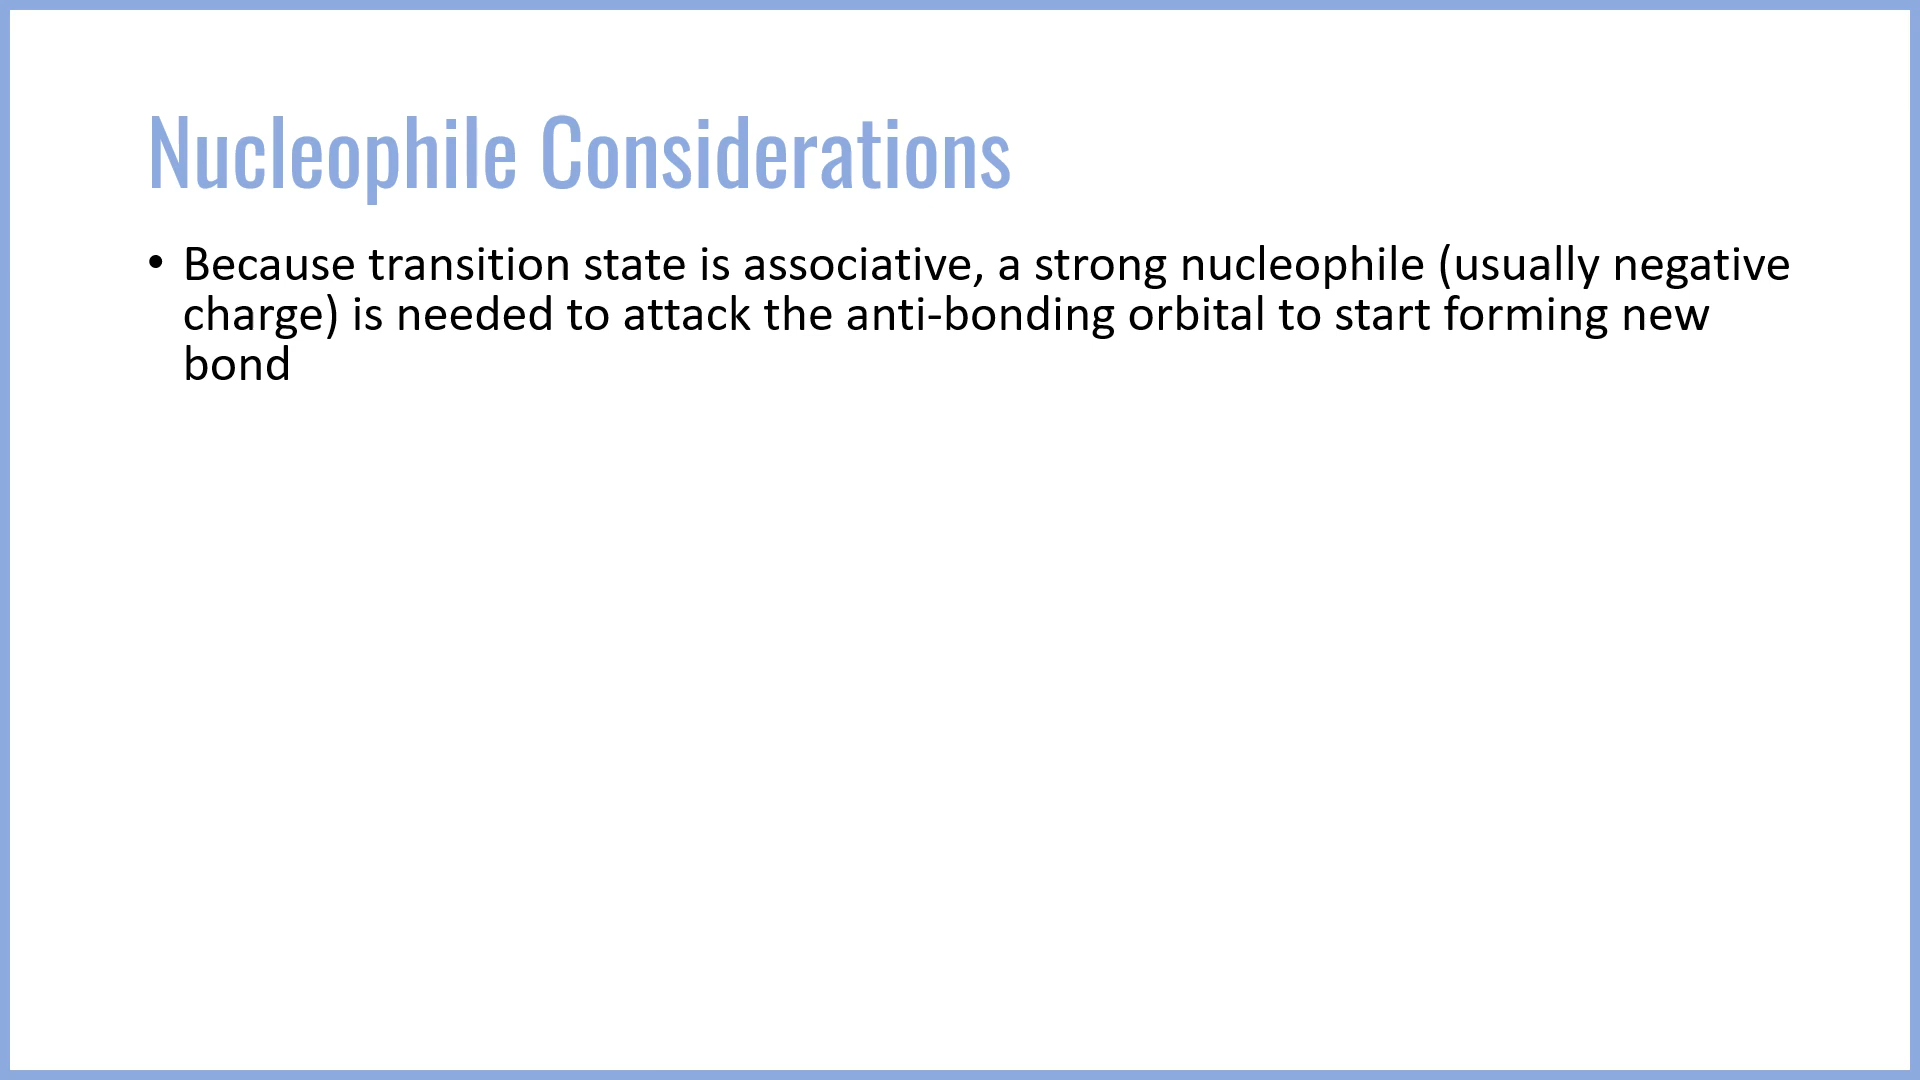 Nucleophile Considerations
• Because transition state is associative, a strong nucleophile (usually negative
charge) is needed to attack the anti-bonding orbital to start forming new
bond